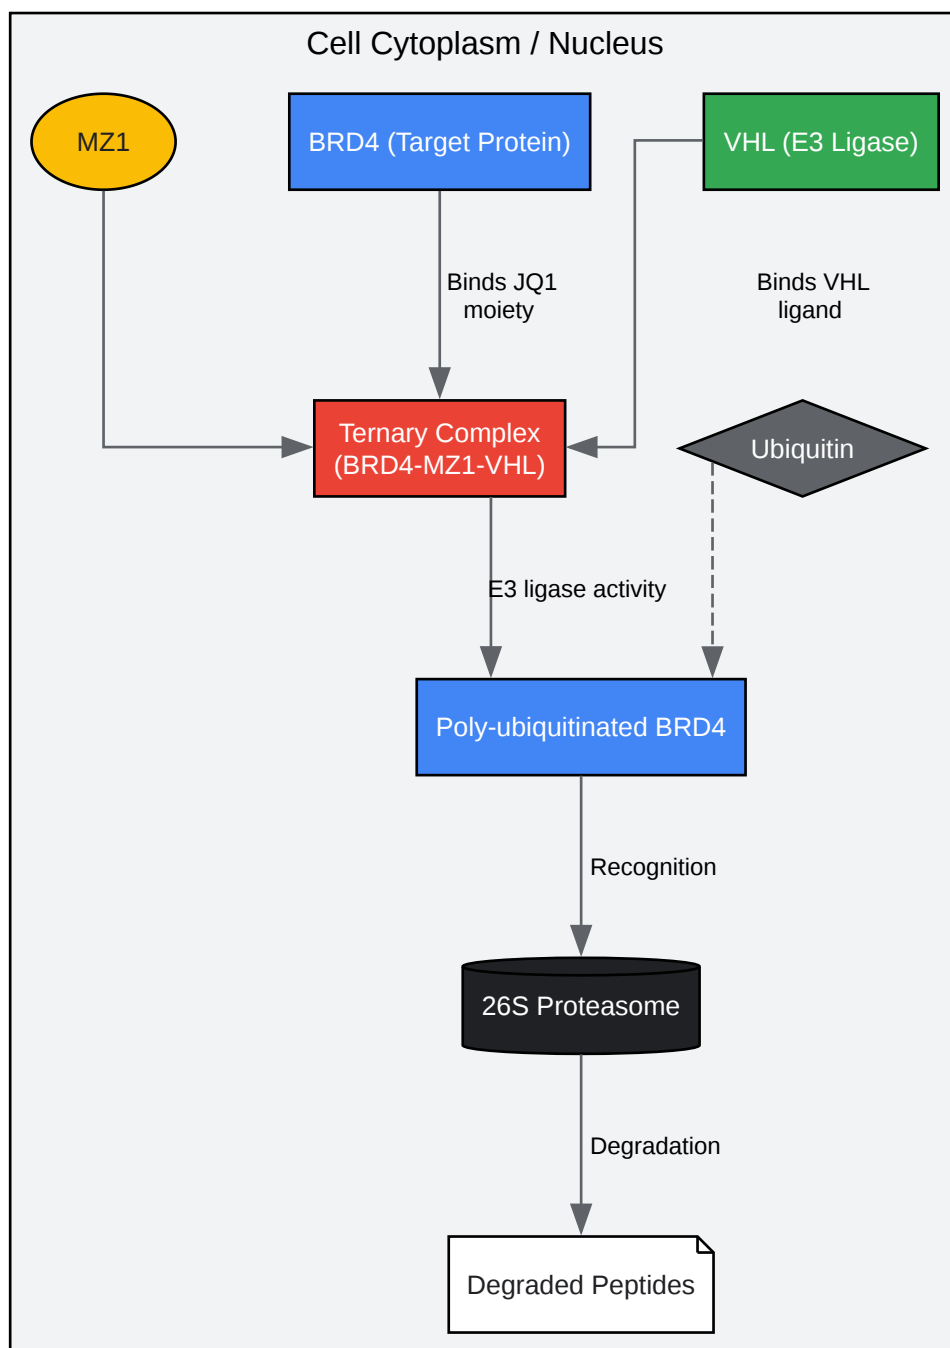 Cell Cytoplasm / Nucleus
MZ1
BRD4 (Target Protein)
VHL (E3 Ligase)
Binds JQ1
moiety
Binds VHL
ligand
Ternary Complex
(BRD4-MZ1-VHL)
Ubiquitin
E3 ligase activity
Poly-ubiquitinated BRD4
Recognition
26S Proteasome
Degradation
Degraded Peptides